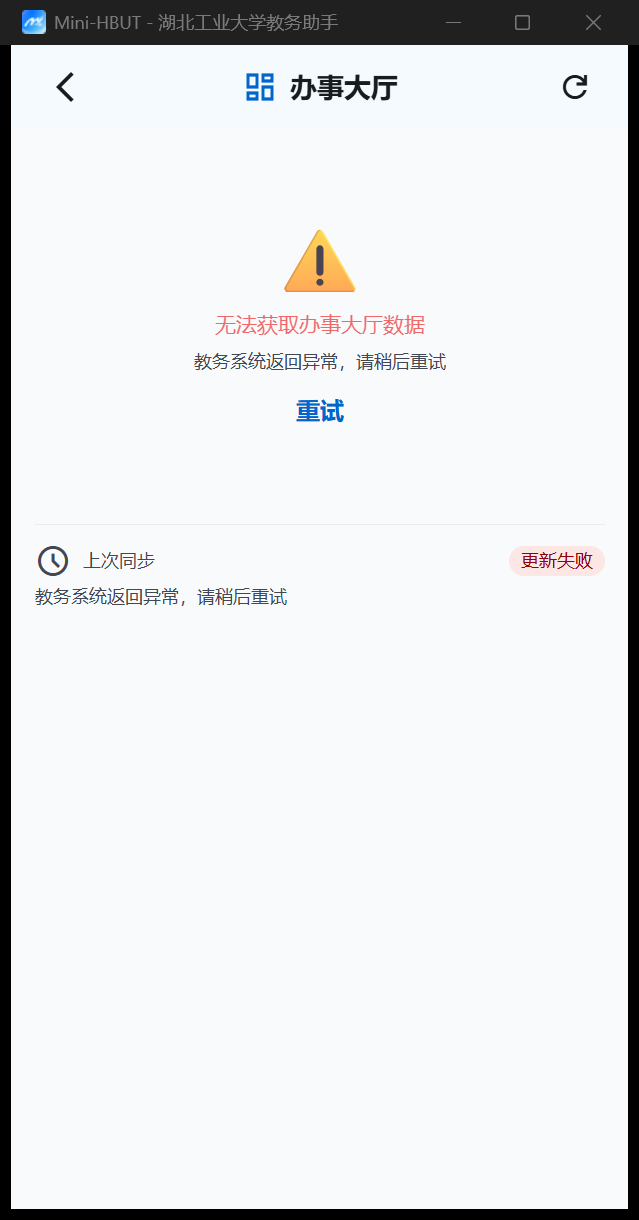 Mini-HBUT - 湖北工业大学教务助手
办事大厅
无法获取办事大厅数据
教务系统返回异常，请稍后重试
重试
上次同步
更新失败
教务系统返回异常，请稍后重试